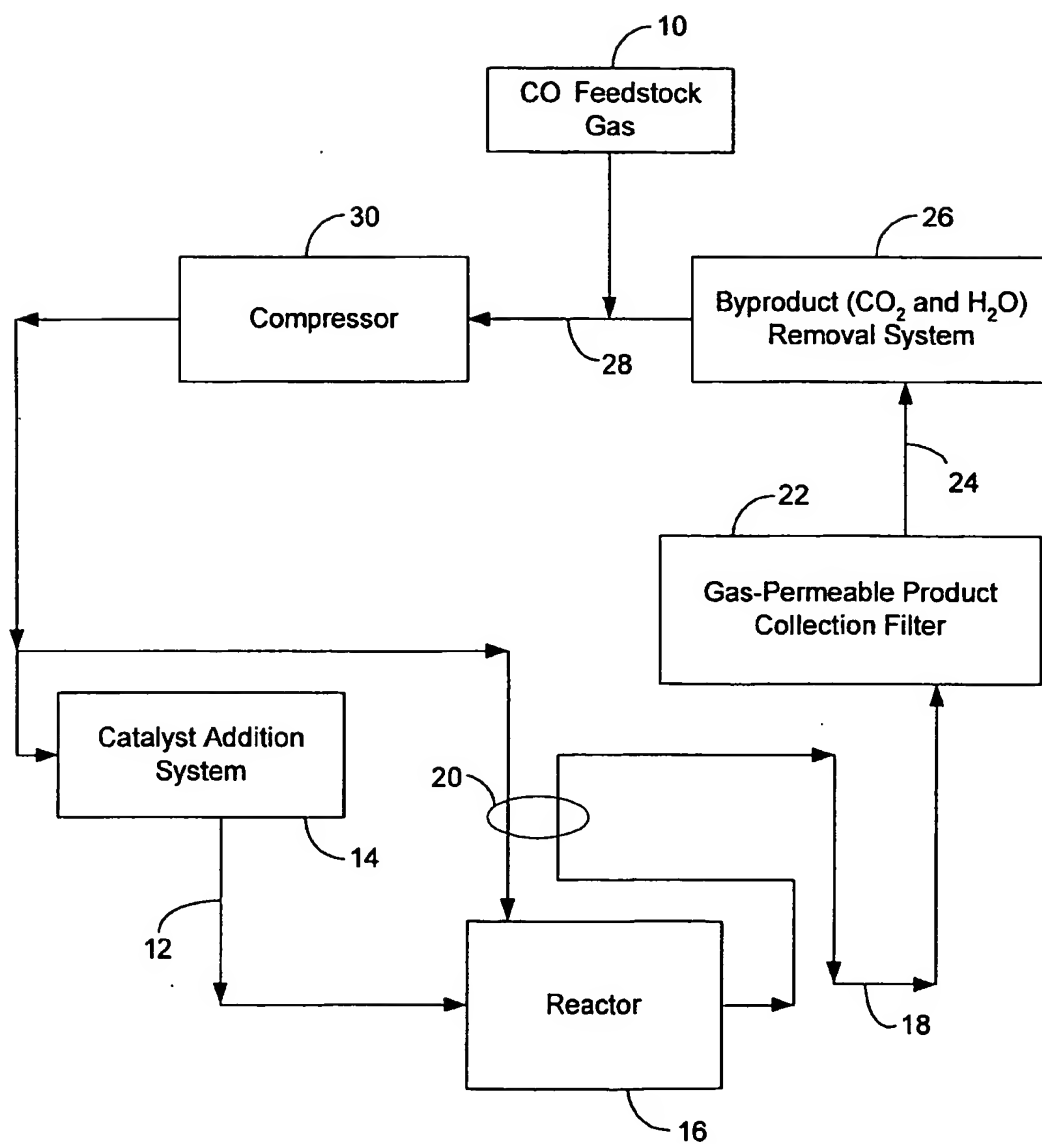 10
CO Feedstock
Gas
30
26
Compressor
Byproduct (CO₂ and H₂O)
Removal System
28
24
22
Gas-Permeable Product
Collection Filter
Catalyst Addition
System
20
14
12
Reactor
18
16